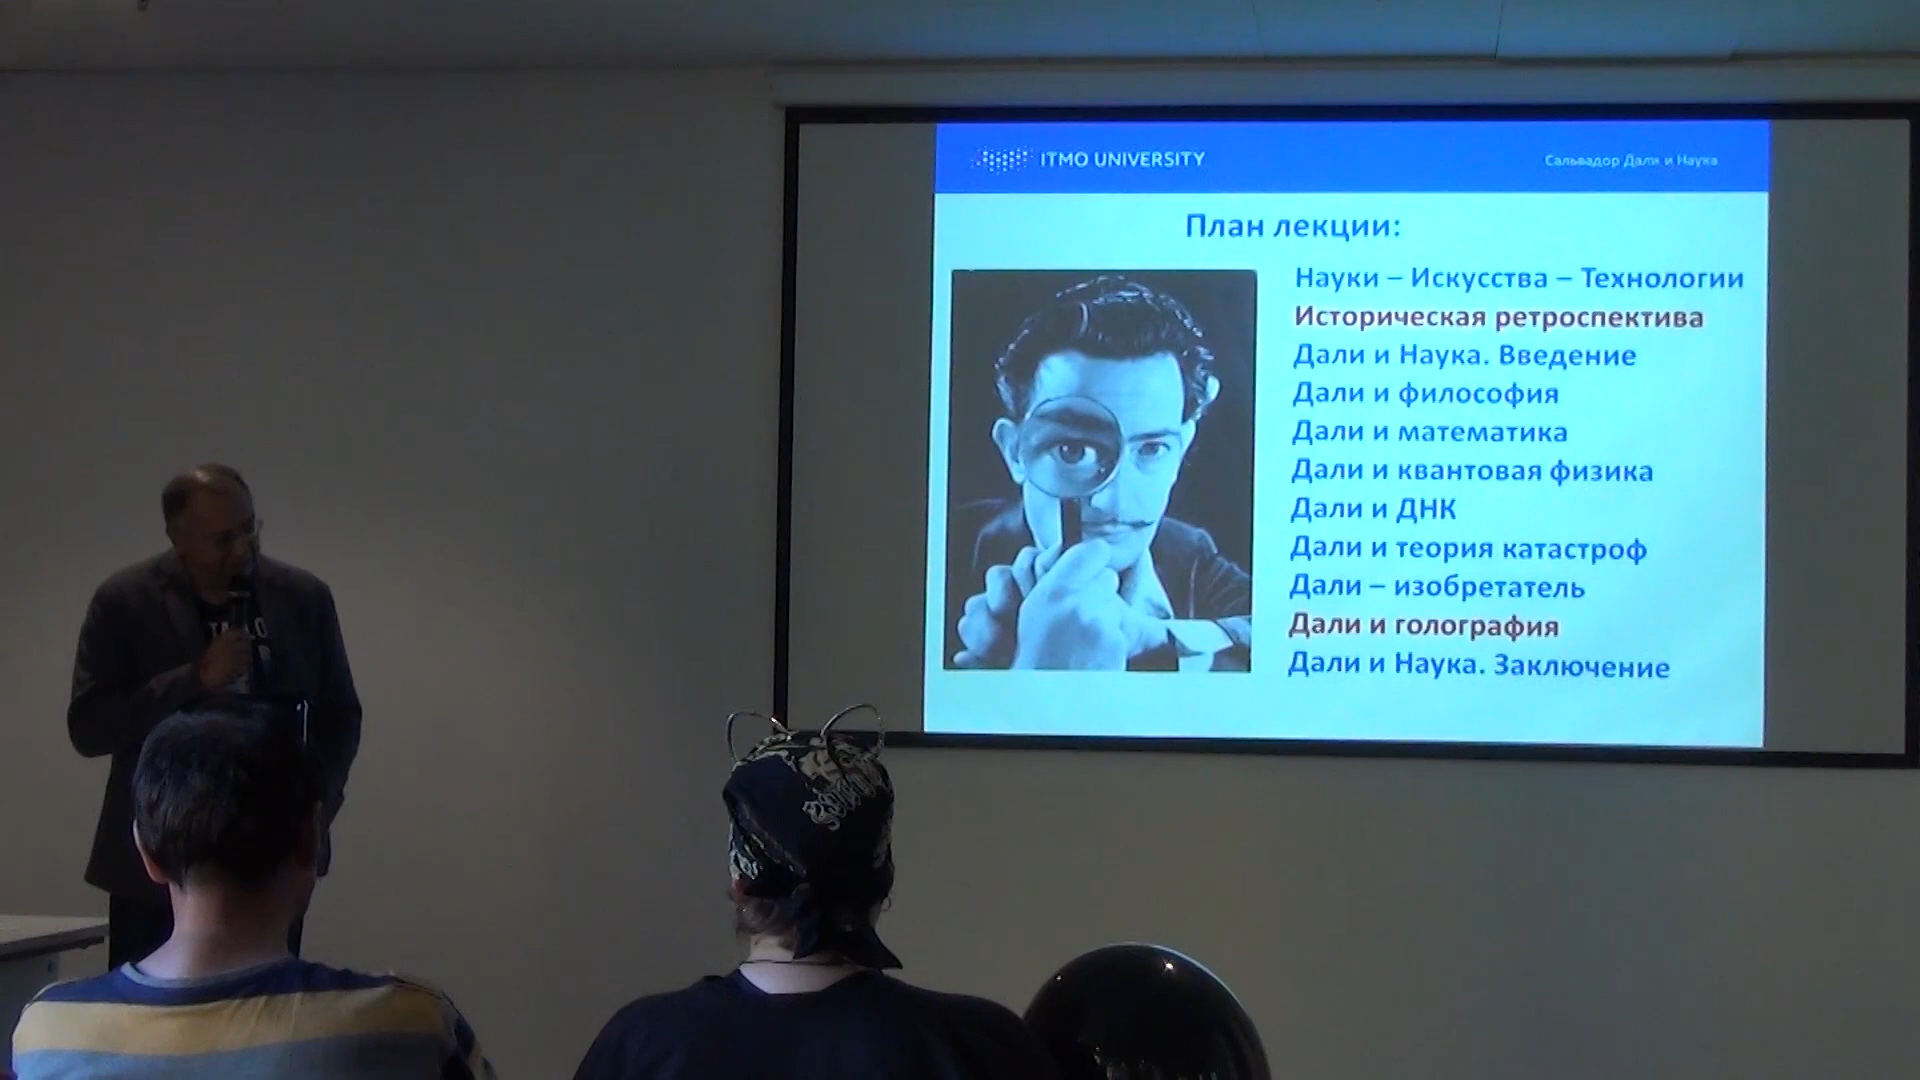 ITMO UNIVERSITY
Сальвадор Дали и Наука
План лекции:
Науки – Искусства – Технологии
Историческая ретроспектива
Дали и Наука. Введение
Дали и философия
Дали и математика
Дали и квантовая физика
Дали и ДНК
Дали и теория катастроф
Дали – изобретатель
Дали и голография
Дали и Наука. Заключение